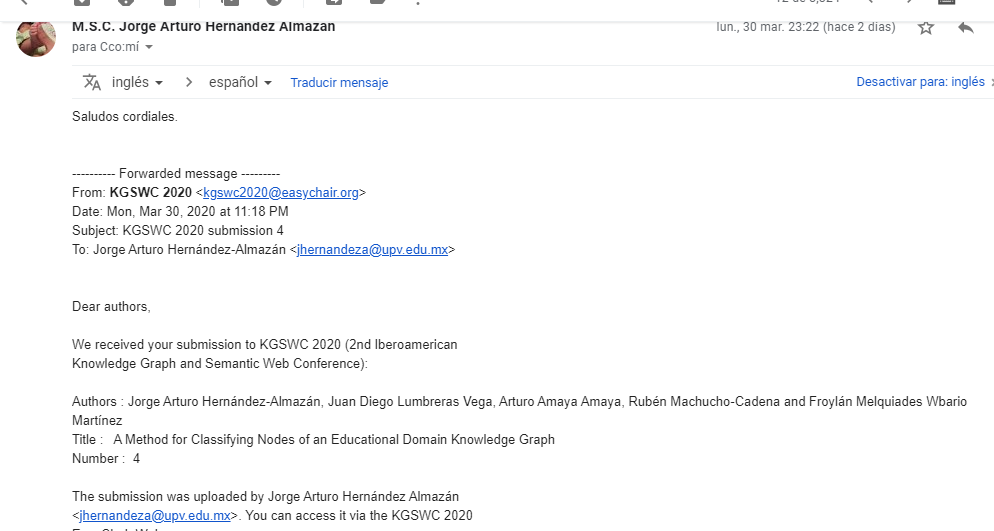 M.S.C. Jorge Arturo Hernandez Almazan
lun., 30 mar. 23:22 (hace 2 días)
para Cco:mí
inglés > español Traducir mensaje Desactivar para: inglés
Saludos cordiales.
---------- Forwarded message ---------
From: KGSWC 2020 <kgswc2020@easychair.org>
Date: Mon, Mar 30, 2020 at 11:18 PM
Subject: KGSWC 2020 submission 4
To: Jorge Arturo Hernández-Almazán <jhernandeza@upv.edu.mx>
Dear authors,
We received your submission to KGSWC 2020 (2nd Iberoamerican
Knowledge Graph and Semantic Web Conference):
Authors : Jorge Arturo Hernández-Almazán, Juan Diego Lumbreras Vega, Arturo Amaya Amaya, Rubén Machucho-Cadena and Froylán Melquiades Wbario
Martínez
Title : A Method for Classifying Nodes of an Educational Domain Knowledge Graph
Number : 4
The submission was uploaded by Jorge Arturo Hernández Almazán
<jhernandeza@upv.edu.mx>. You can access it via the KGSWC 2020